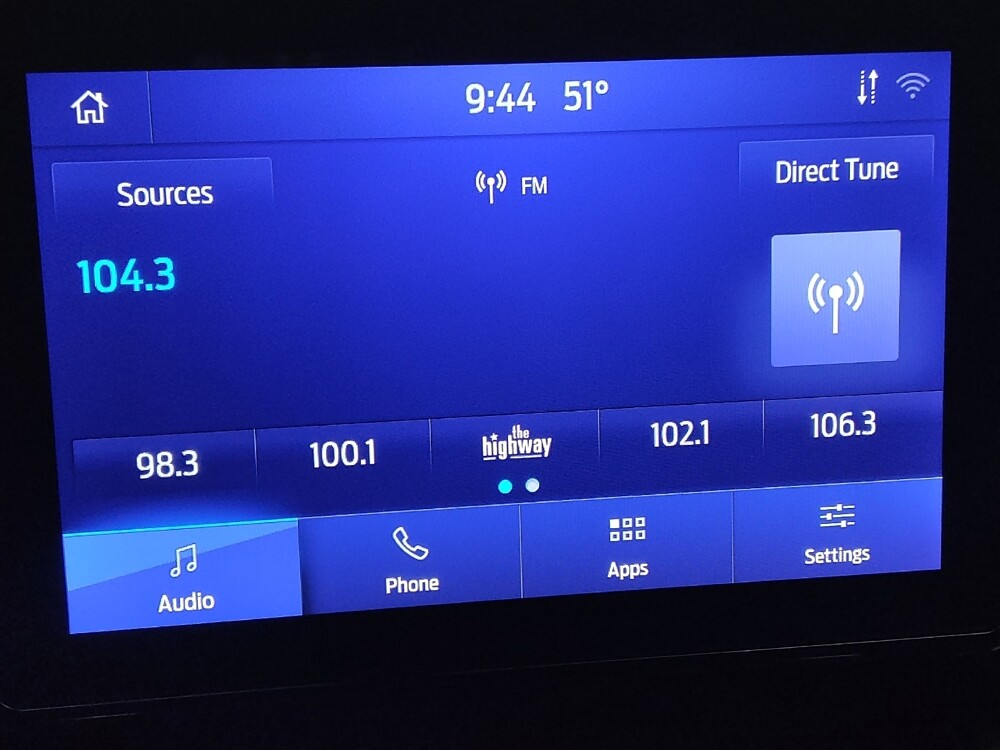 9:44 51°
Sources
FM
Direct Tune
104.3
98.3
100.1
the
highway
102.1
106.3
Audio
Phone
Apps
Settings